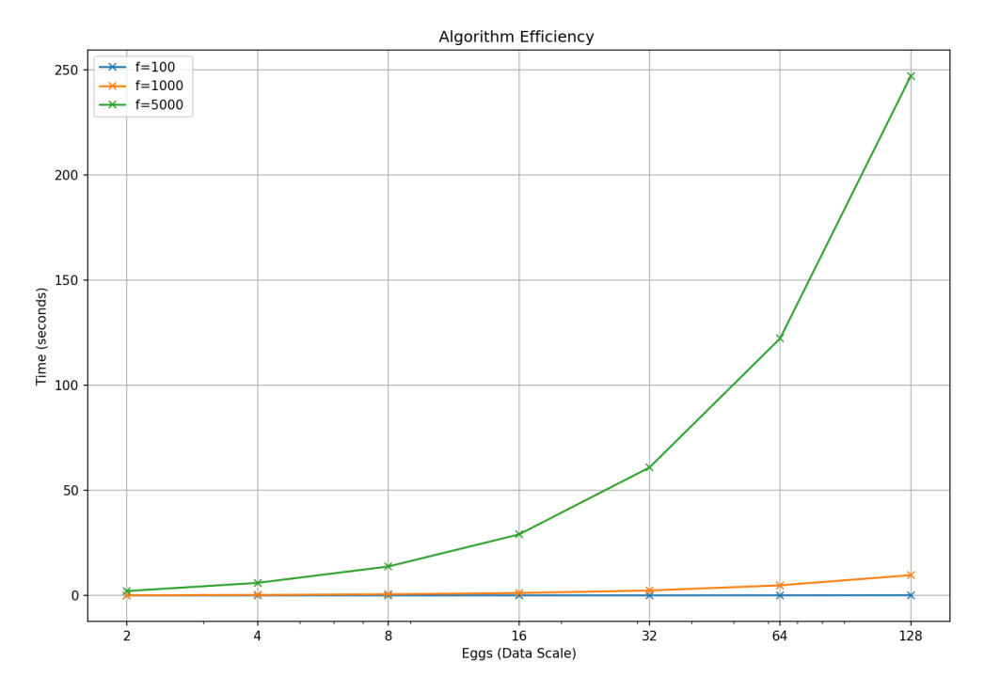 Algorithm Efficiency
f=100
f=1000
f=5000
250
200
150
100
50
0
Time (seconds)
2 4 8 16 32 64 128
Eggs (Data Scale)